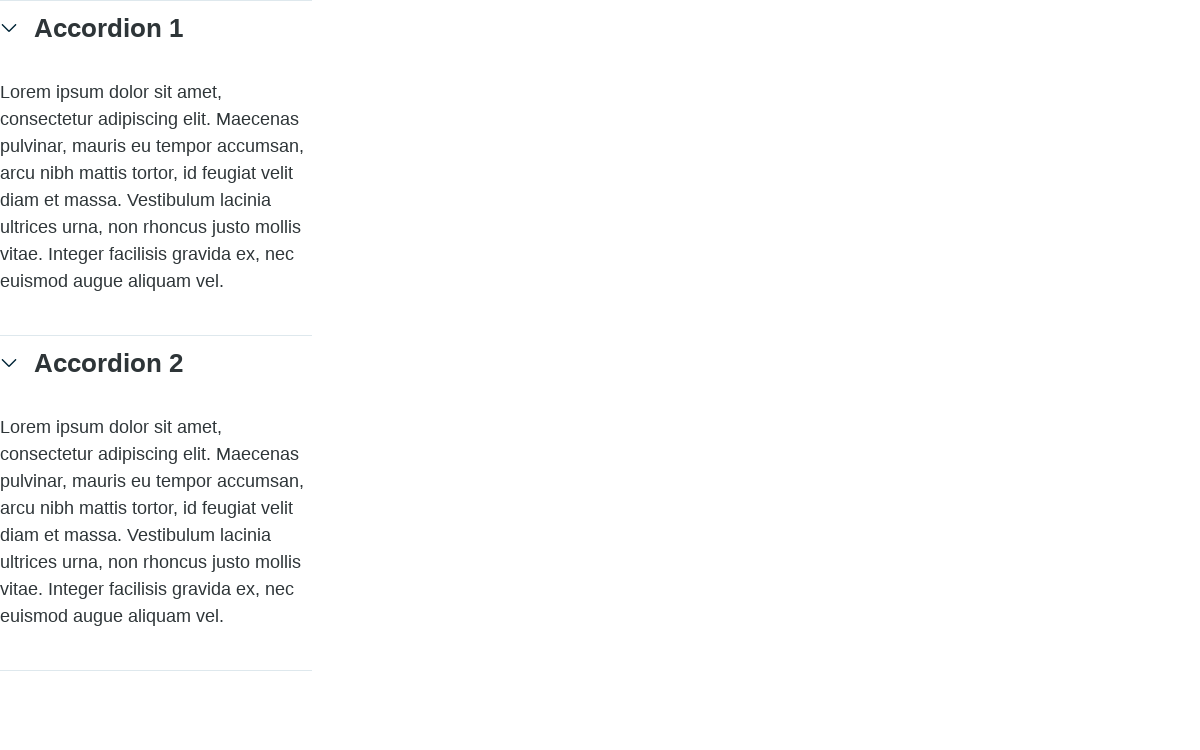 Accordion 1
Lorem ipsum dolor sit amet,
consectetur adipiscing elit. Maecenas
pulvinar, mauris eu tempor accumsan,
arcu nibh mattis tortor, id feugiat velit
diam et massa. Vestibulum lacinia
ultrices urna, non rhoncus justo mollis
vitae. Integer facilisis gravida ex, nec
euismod augue aliquam vel.
Accordion 2
Lorem ipsum dolor sit amet,
consectetur adipiscing elit. Maecenas
pulvinar, mauris eu tempor accumsan,
arcu nibh mattis tortor, id feugiat velit
diam et massa. Vestibulum lacinia
ultrices urna, non rhoncus justo mollis
vitae. Integer facilisis gravida ex, nec
euismod augue aliquam vel.